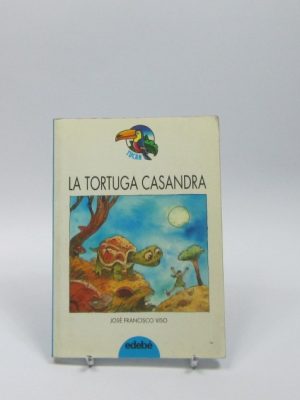 TUCÁN
LA TORTUGA CASANDRA
JOSÉ FRANCISCO VISO
edebé